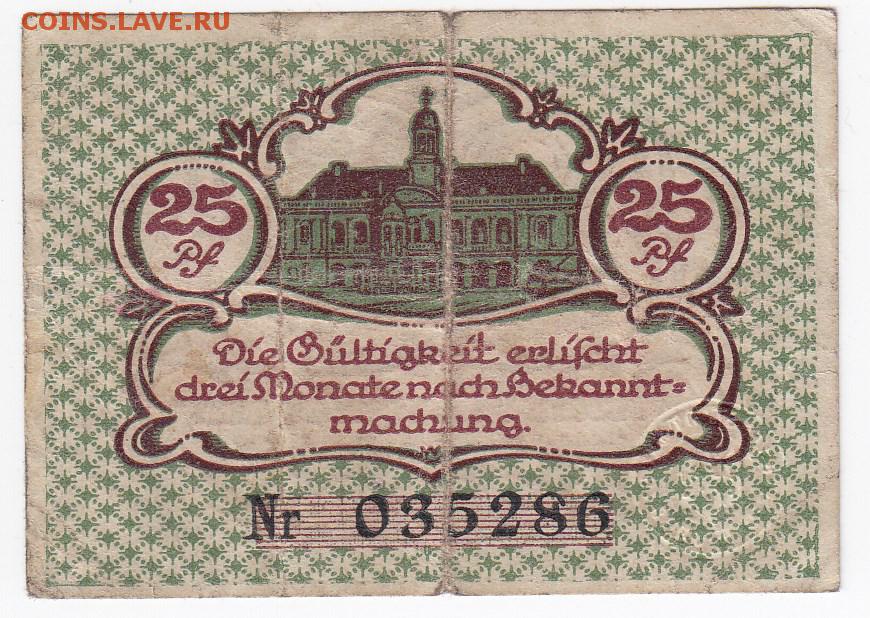 COINS.LAVE.RU
25 25
Pf Pf
Die Gültigkeit erlischt
drei Monate nach Bekannt=
machung.
Nr 035286